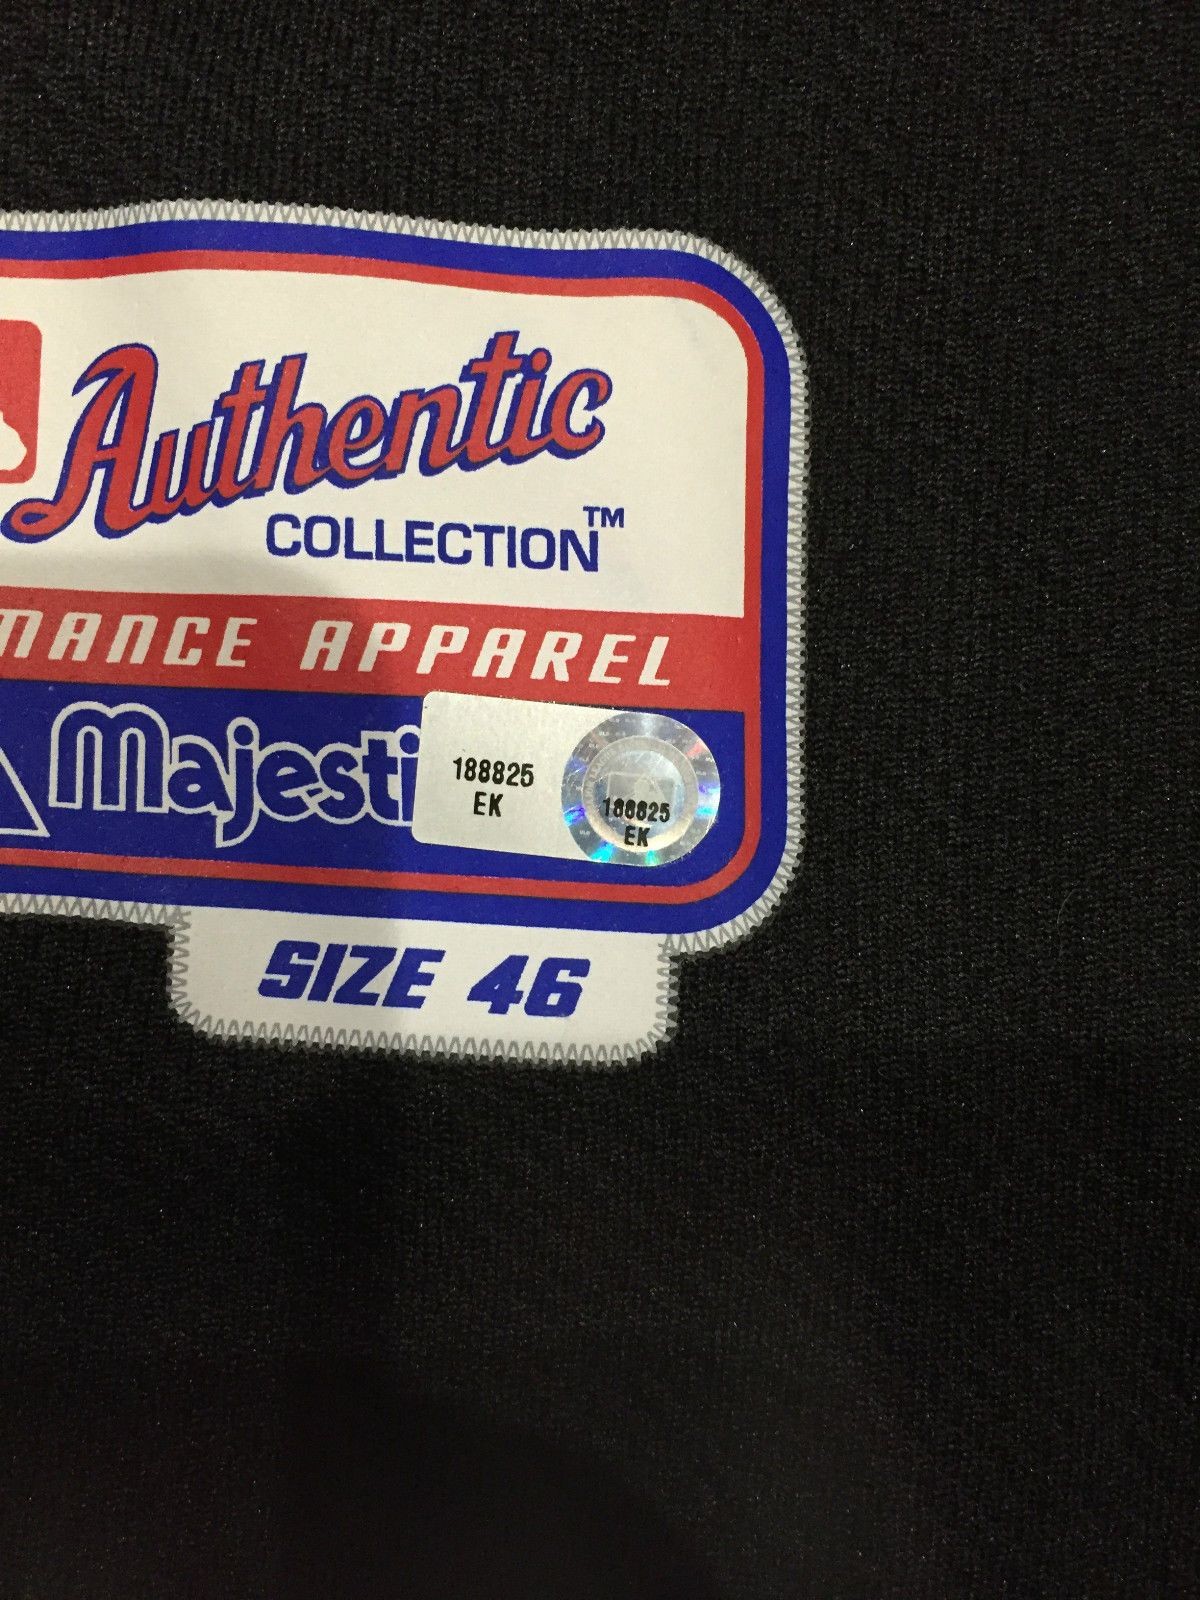 Authentic
COLLECTION™
MANCE APPAREL
Majesti
188825
EK
188825
EK
SIZE 46